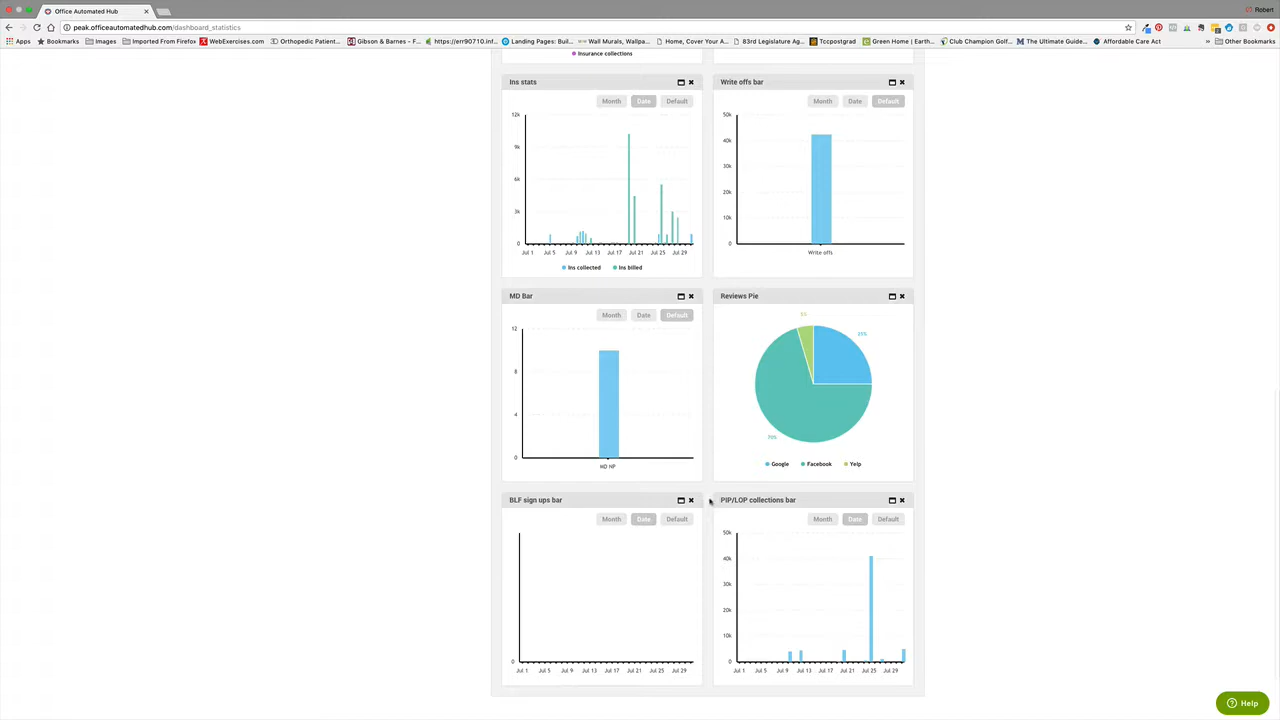 Office Automated Hub
Robert
peak.officeautomatedhub.com/dashboard_statistics
Apps Bookmarks Images Imported From Firefox WebExercises.com Orthopedic Patient... Gibson & Barnes - F... https://err90710.inf... Landing Pages: Buil... Wall Murals, Wallpa... Home, Cover Your A... 83rd Legislature Ag... Tccpostgrad Green Home | Earth... Club Champion Golf... The Ultimate Guide... Affordable Care Act » Other Bookmarks
Insurance collections
Ins stats
Month Date Default
12k
9k
6k
3k
0
Jul 1 Jul 5 Jul 9 Jul 13 Jul 17 Jul 21 Jul 25 Jul 29
Ins collected Ins billed
Write offs bar
Month Date Default
50k
40k
30k
20k
10k
0
Write offs
MD Bar
Month Date Default
12
8
4
0
MD NP
Reviews Pie
25%
70%
Google Facebook Yelp
BLF sign ups bar
Month Date Default
0
Jul 1 Jul 5 Jul 9 Jul 13 Jul 17 Jul 21 Jul 25 Jul 29
PIP/LOP collections bar
Month Date Default
50k
40k
30k
20k
10k
0
Jul 1 Jul 5 Jul 9 Jul 13 Jul 17 Jul 21 Jul 25 Jul 29
Help